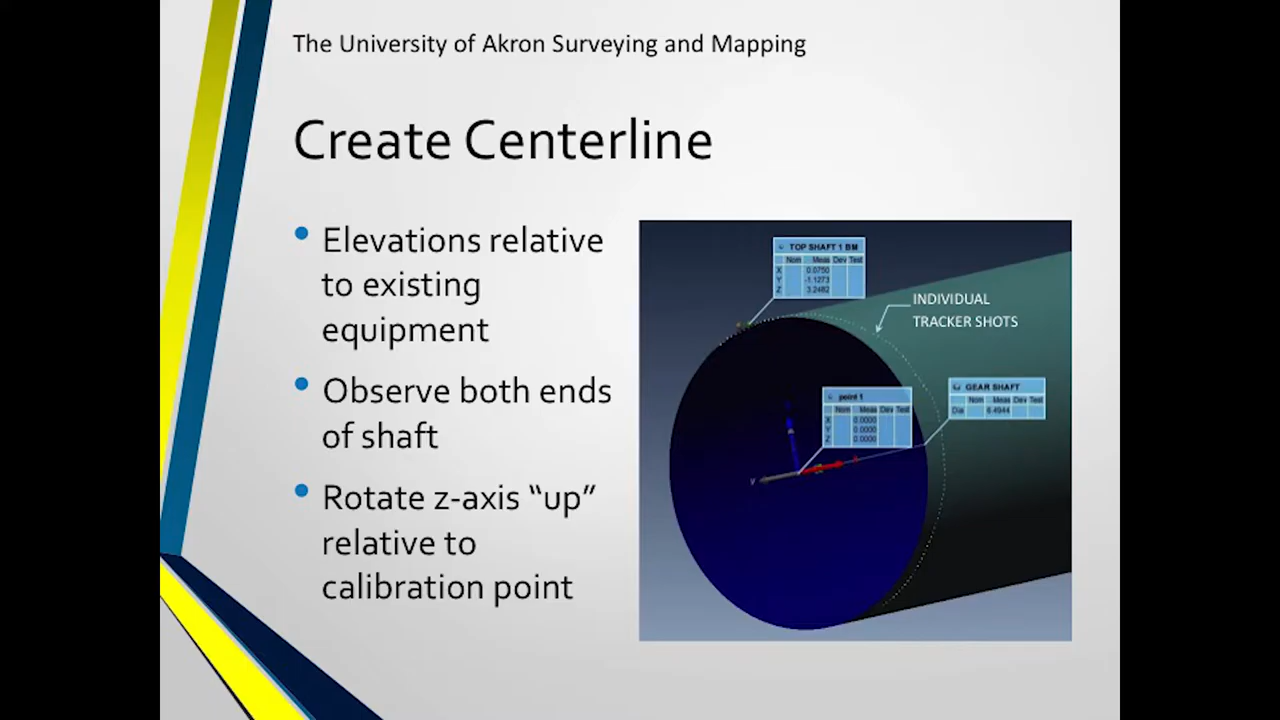 The University of Akron Surveying and Mapping
Create Centerline
• Elevations relative
to existing
equipment
• Observe both ends
of shaft
• Rotate z-axis “up”
relative to
calibration point
TOP SHAFT 1 BM
Nom Meas Dev Test
X 0.0750
Y -1.1273
Z 3.2482
INDIVIDUAL
TRACKER SHOTS
point 1
Nom Meas Dev Test
X 0.0000
Y 0.0000
Z 0.0000
GEAR SHAFT
Nom Meas Dev Test
Dia 6.4944
Y